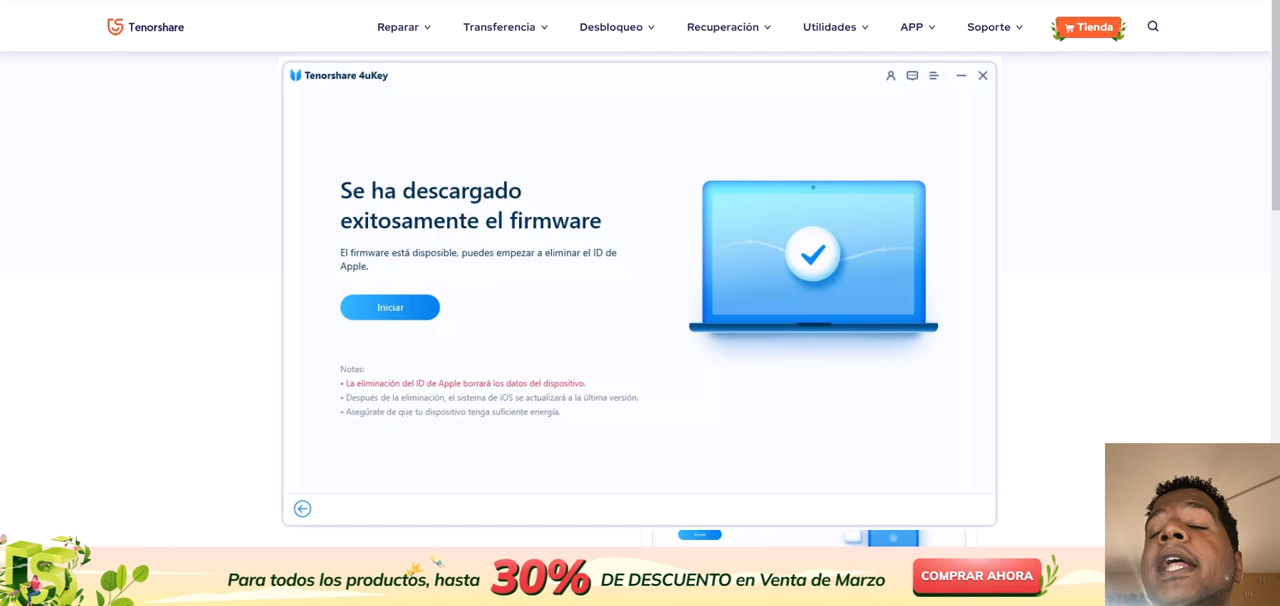 Tenorshare
Reparar
Transferencia
Desbloqueo
Recuperación
Utilidades
APP
Soporte
Tienda
Tenorshare 4uKey
Se ha descargado
exitosamente el firmware
El firmware está disposible, puedes empezar a eliminar el ID de
Apple.
Iniciar
Notas:
• La eliminación del ID de Apple borrará los datos del dispositivo.
• Después de la eliminación, el sistema de iOS se actualizará a la última versión.
• Asegúrate de que tu dispositivo tenga suficiente energía.
Iniciar
Para todos los productos, hasta 30% DE DESCUENTO en Venta de Marzo
COMPRAR AHORA